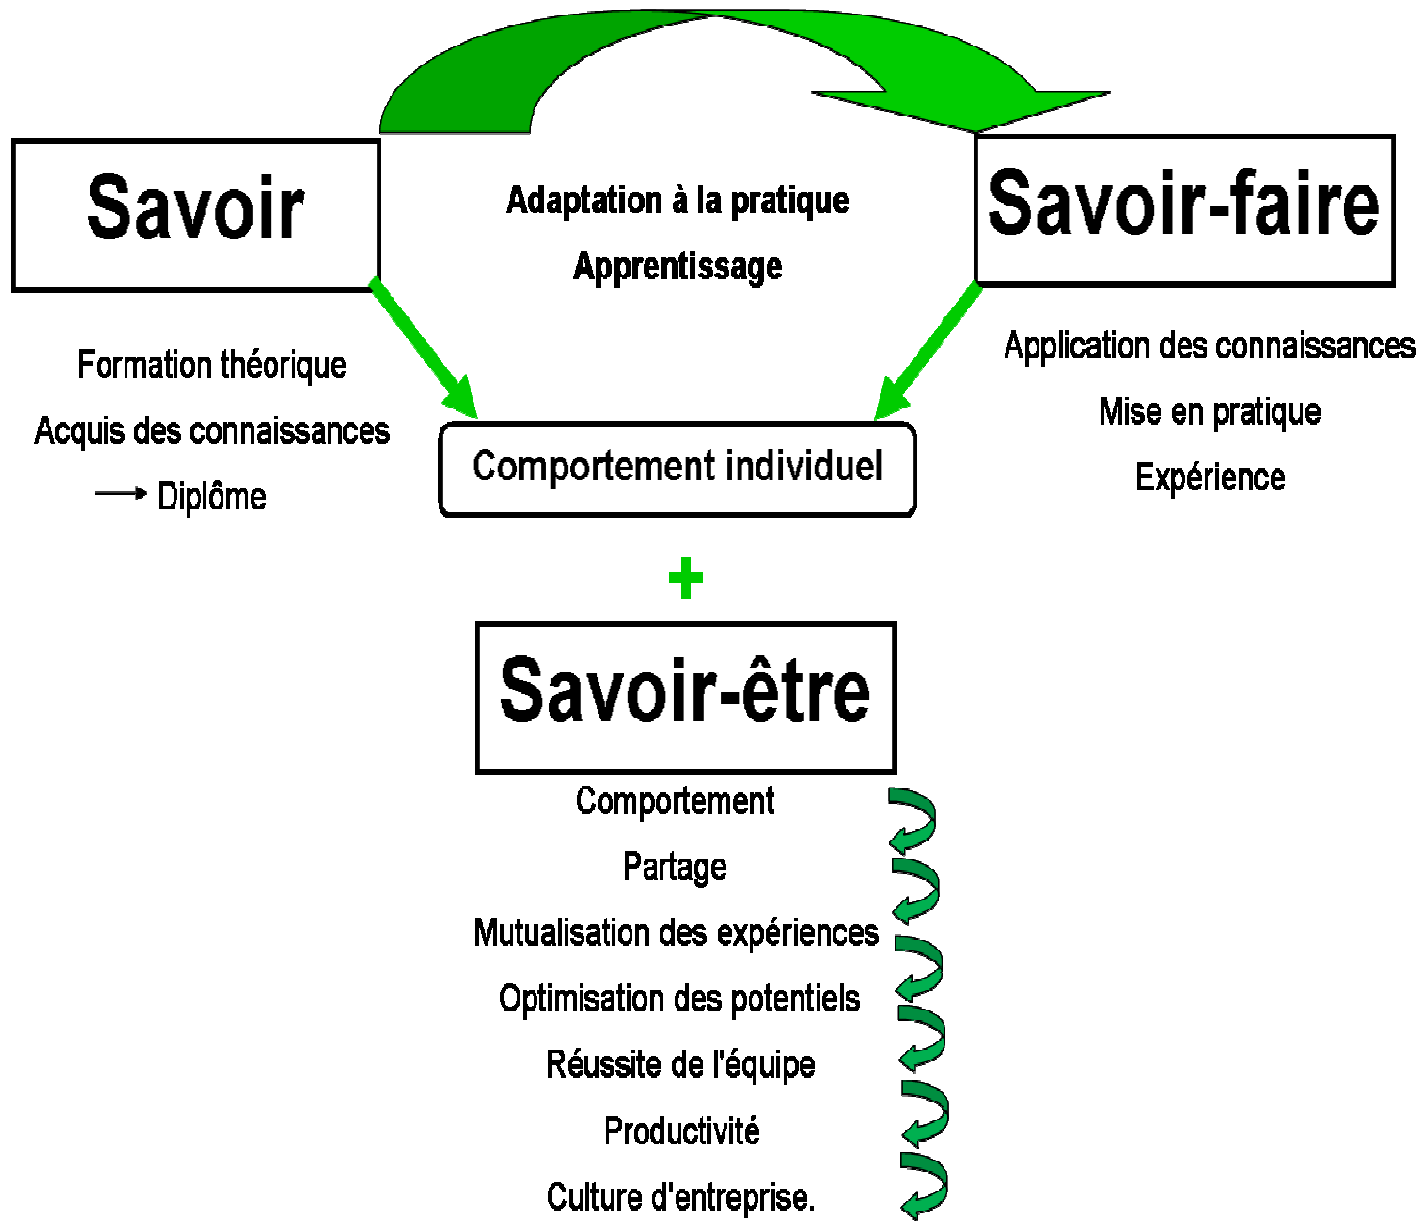 Savoir
Adaptation à la pratique
Apprentissage
Savoir-faire
Formation théorique
Acquis des connaissances
Diplôme
Application des connaissances
Mise en pratique
Expérience
Comportement individuel
+
Savoir-être
Comportement
Partage
Mutualisation des expériences
Optimisation des potentiels
Réussite de l'équipe
Productivité
Culture d'entreprise.